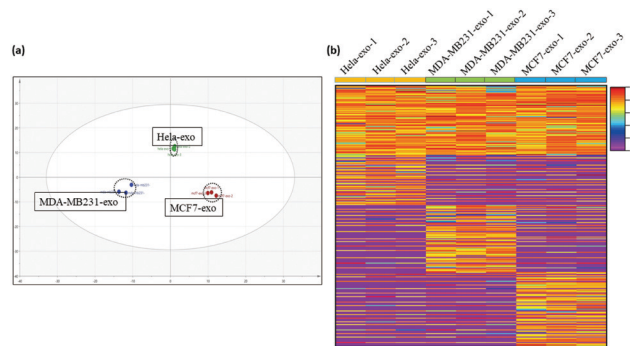 (a)
Hela-exo
MDA-MB231-exo
MCF7-exo
(b)
Hela-exo-1
Hela-exo-2
Hela-exo-3
MDA-MB231-exo-1
MDA-MB231-exo-2
MDA-MB231-exo-3
MCF7-exo-1
MCF7-exo-2
MCF7-exo-3